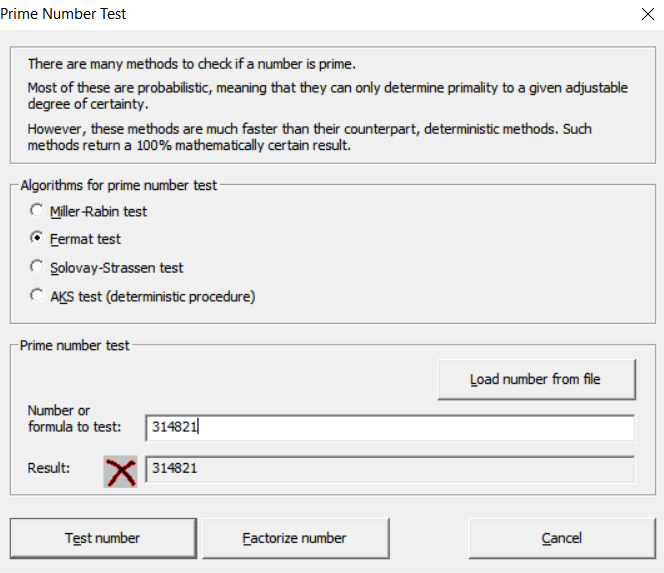 Prime Number Test
There are many methods to check if a number is prime.
Most of these are probabilistic, meaning that they can only determine primality to a given adjustable
degree of certainty.
However, these methods are much faster than their counterpart, deterministic methods. Such
methods return a 100% mathematically certain result.
Algorithms for prime number test
Miller-Rabin test
Fermat test
Solovay-Strassen test
AKS test (deterministic procedure)
Prime number test
Load number from file
Number or
formula to test:
314821
Result:
314821
Test number
Factorize number
Cancel